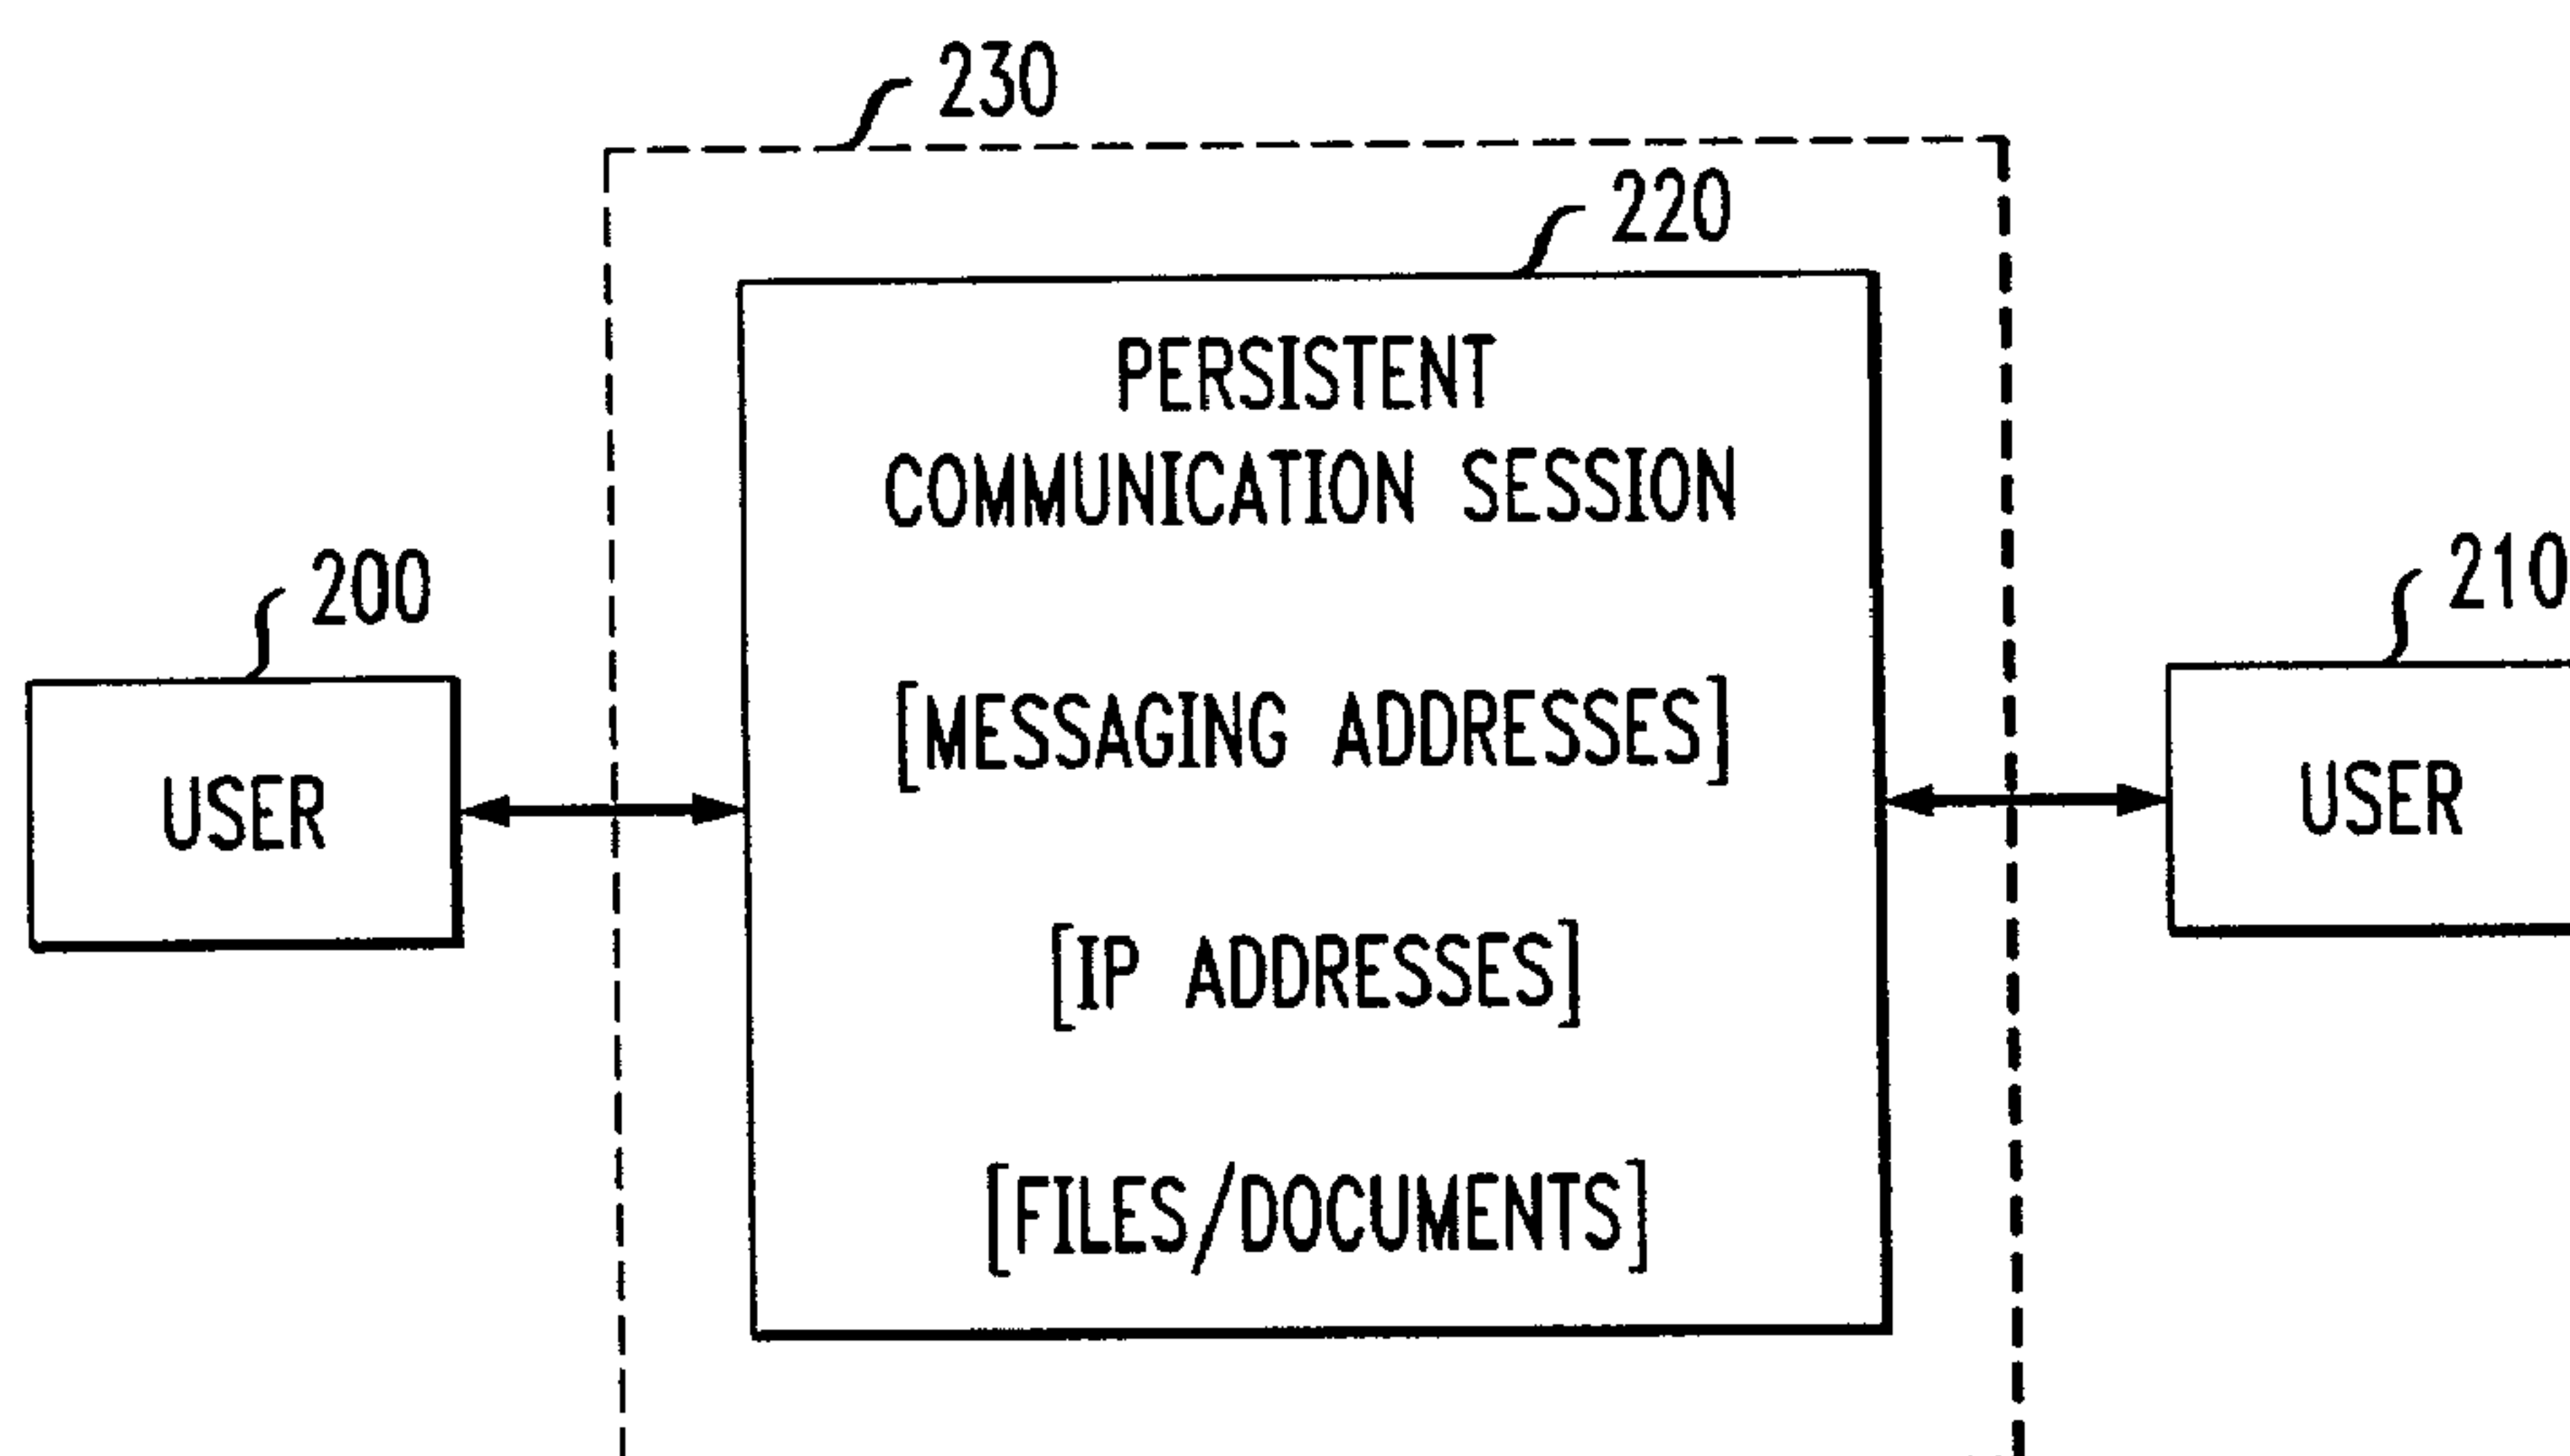 230
220
PERSISTENT
COMMUNICATION SESSION
200
210
[MESSAGING ADDRESSES]
USER
USER
[IP ADDRESSES]
[FILES/DOCUMENTS]